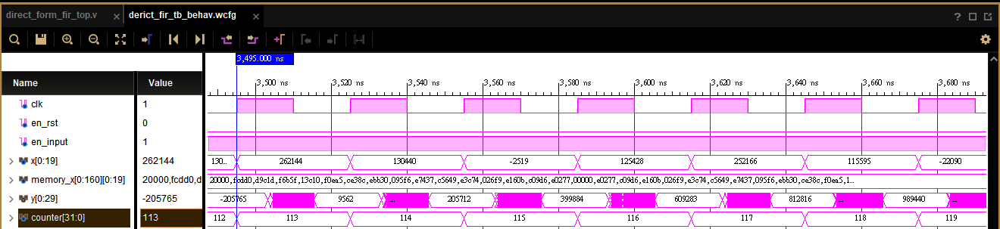 direct_form_fir_top.v × derict_fir_tb_behav.wcfg ×
3,495.000 ns
Name Value
3,500 ns 3,520 ns 3,540 ns 3,560 ns 3,580 ns 3,600 ns 3,620 ns 3,640 ns 3,660 ns 3,680 ns
clk 1
en_rst 0
en_input 1
x[0:19] 262144 130... 262144 130440 -2519 125428 252166 115595 -22090
memory_x[0:160][0:19] 20000,fcdd0,d 20000,fcdd0,d9c1d,f6b5f,13c10,f0ea5,ce38c,ebb30,095f6,e7437,c5649,e3c74,026f9,e160b,c0916,e0277,00000,e0277,c0916,e160b,026f9,e3c74,c5649,e7437,095f6,ebb30,ce38c,f0ea5,1...
y[0:29] -205765 -205765 9562 ... 205712 399884 609283 812816 ... 989440 ...
counter[31:0] 113 112 113 114 115 116 117 118 119